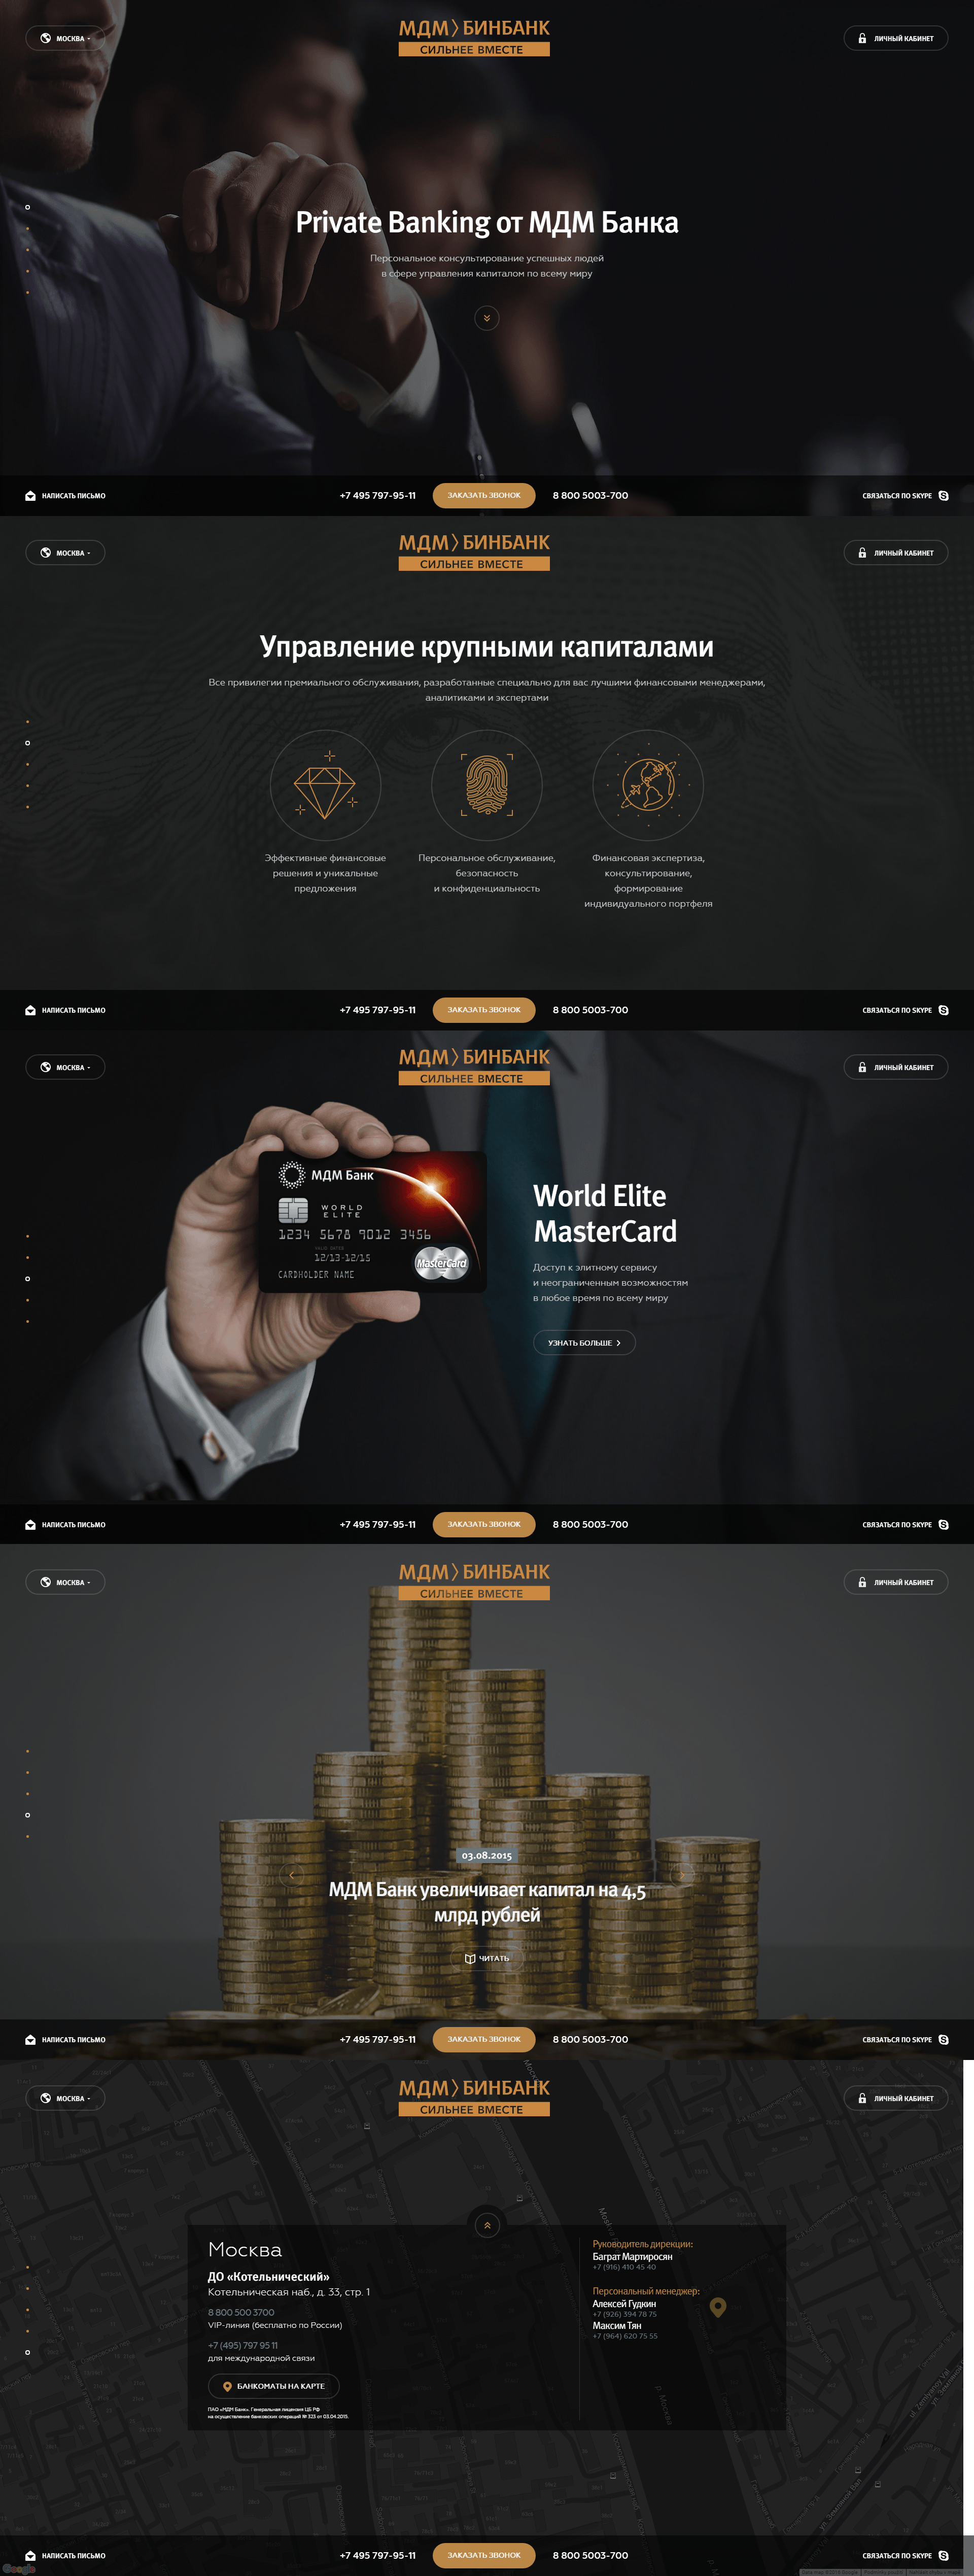 МОСКВА
МДМ БИНБАНК
СИЛЬНЕЕ ВМЕСТЕ
ЛИЧНЫЙ КАБИНЕТ
Private Banking от МДМ Банка
Персональное консультирование успешных людей
в сфере управления капиталом по всему миру
НАПИСАТЬ ПИСЬМО
+7 495 797-95-11
ЗАКАЗАТЬ ЗВОНОК
8 800 5003-700
СВЯЗАТЬСЯ ПО SKYPE
МОСКВА
МДМ БИНБАНК
СИЛЬНЕЕ ВМЕСТЕ
ЛИЧНЫЙ КАБИНЕТ
Управление крупными капиталами
Все привилегии премиального обслуживания, разработанные специально для вас лучшими финансовыми менеджерами,
аналитиками и экспертами
Эффективные финансовые
решения и уникальные
предложения
Персональное обслуживание,
безопасность
и конфиденциальность
Финансовая экспертиза,
консультирование,
формирование
индивидуального портфеля
НАПИСАТЬ ПИСЬМО
+7 495 797-95-11
ЗАКАЗАТЬ ЗВОНОК
8 800 5003-700
СВЯЗАТЬСЯ ПО SKYPE
МОСКВА
МДМ БИНБАНК
СИЛЬНЕЕ ВМЕСТЕ
ЛИЧНЫЙ КАБИНЕТ
МДМ Банк
WORLD
ELITE
1234 5678 9012 3456
VALID DATES
12/13-12/15
CARDHOLDER NAME
MasterCard
World Elite
MasterCard
Доступ к элитному сервису
и неограниченным возможностям
в любое время по всему миру
УЗНАТЬ БОЛЬШЕ
НАПИСАТЬ ПИСЬМО
+7 495 797-95-11
ЗАКАЗАТЬ ЗВОНОК
8 800 5003-700
СВЯЗАТЬСЯ ПО SKYPE
МОСКВА
МДМ БИНБАНК
СИЛЬНЕЕ ВМЕСТЕ
ЛИЧНЫЙ КАБИНЕТ
03.08.2015
МДМ Банк увеличивает капитал на 4,5
млрд рублей
ЧИТАТЬ
НАПИСАТЬ ПИСЬМО
+7 495 797-95-11
ЗАКАЗАТЬ ЗВОНОК
8 800 5003-700
СВЯЗАТЬСЯ ПО SKYPE
МОСКВА
МДМ БИНБАНК
СИЛЬНЕЕ ВМЕСТЕ
ЛИЧНЫЙ КАБИНЕТ
Москва
ДО «Котельнический»
Котельническая наб., д. 33, стр. 1
8 800 500 3700
VIP-линия (бесплатно по России)
+7 (495) 797 95 11
для международной связи
БАНКОМАТЫ НА КАРТЕ
ПАО «МДМ Банк». Генеральная лицензия ЦБ РФ
на осуществление банковских операций № 323 от 03.04.2015.
Руководитель дирекции:
Баграт Мартиросян
+7 (916) 410 45 40
Персональный менеджер:
Алексей Гудкин
+7 (926) 394 78 75
Максим Тян
+7 (964) 620 75 55
р. Москва
НАПИСАТЬ ПИСЬМО
+7 495 797-95-11
ЗАКАЗАТЬ ЗВОНОК
8 800 5003-700
СВЯЗАТЬСЯ ПО SKYPE
Google